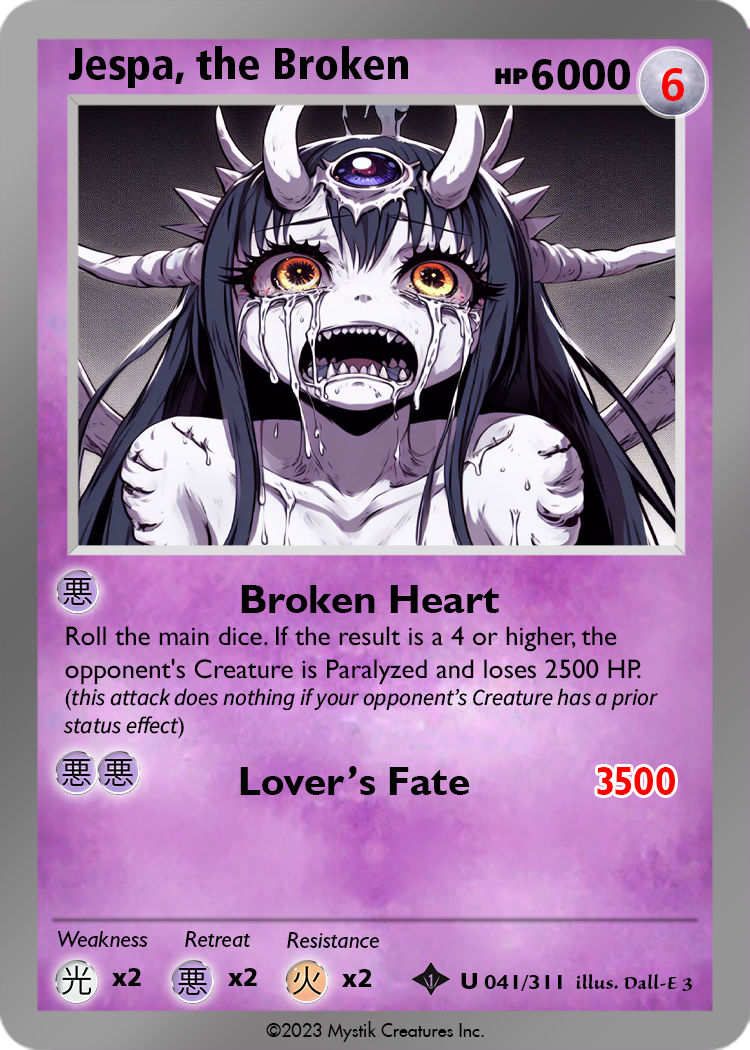 Jespa, the Broken HP6000 6
悪
Broken Heart
Roll the main dice. If the result is a 4 or higher, the
opponent's Creature is Paralyzed and loses 2500 HP.
(this attack does nothing if your opponent's Creature has a prior
status effect)
悪悪 Lover's Fate 3500
Weakness Retreat Resistance
光 x2 悪 x2 火 x2 1 U 041/311 illus. Dall-E 3
©2023 Mystik Creatures Inc.